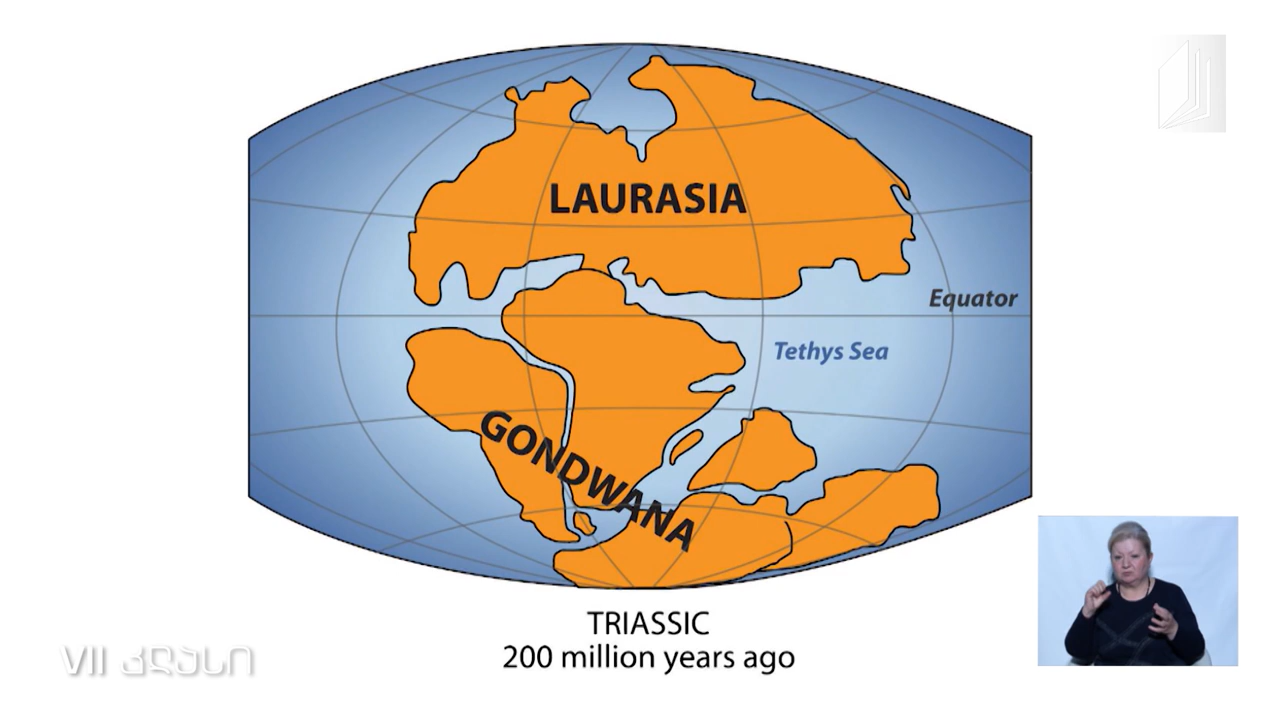 LAURASIA
Equator
Tethys Sea
GONDWANA
TRIASSIC
200 million years ago
VII კლასი